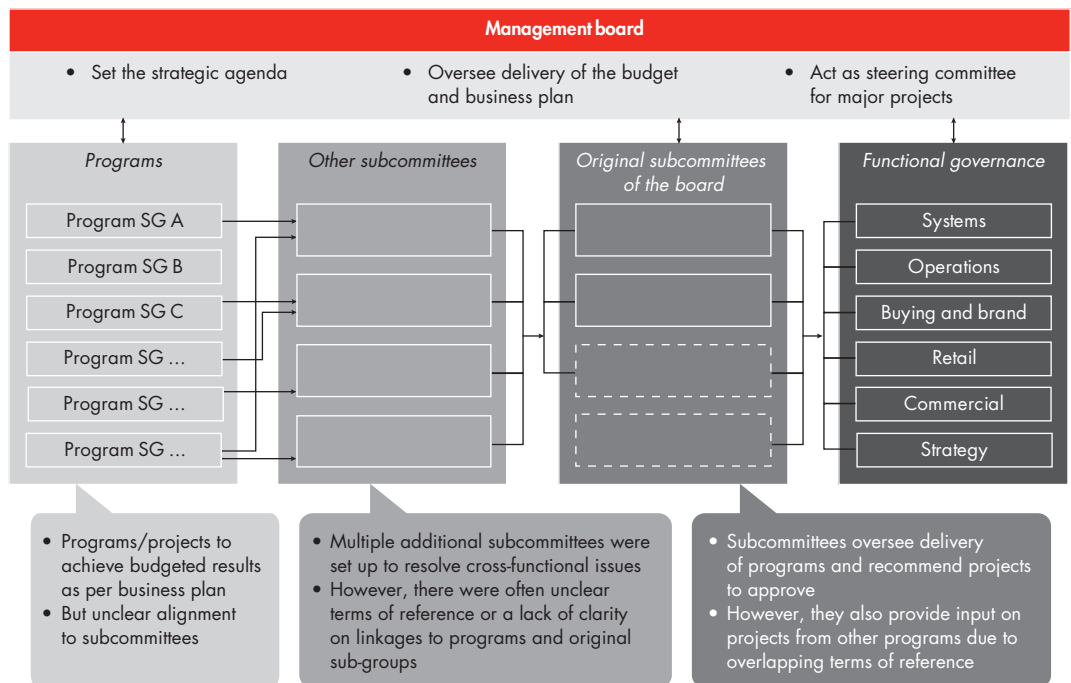 Management board
• Set the strategic agenda
• Oversee delivery of the budget
and business plan
• Act as steering committee
for major projects
Programs
Program SG A
Program SG B
Program SG C
Program SG ...
Program SG ...
Program SG ...
Other subcommittees
Original subcommittees
of the board
Functional governance
Systems
Operations
Buying and brand
Retail
Commercial
Strategy
• Programs/projects to
achieve budgeted results
as per business plan
• But unclear alignment
to subcommittees
• Multiple additional subcommittees were
set up to resolve cross-functional issues
• However, there were often unclear
terms of reference or a lack of clarity
on linkages to programs and original
sub-groups
• Subcommittees oversee delivery
of programs and recommend projects
to approve
• However, they also provide input on
projects from other programs due to
overlapping terms of reference